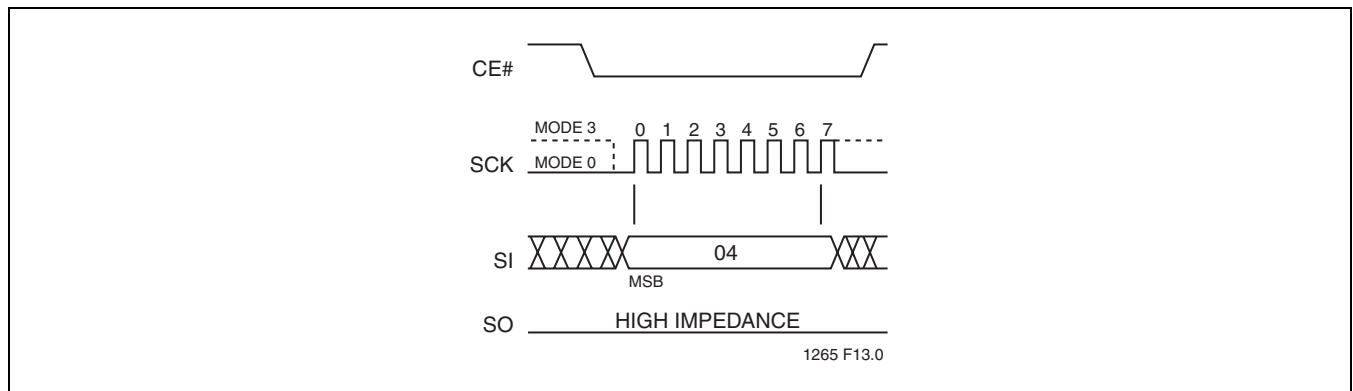 CE#
MODE 3
0 1 2 3 4 5 6 7
SCK
MODE 0
SI
04
MSB
SO
HIGH IMPEDANCE
1265 F13.0